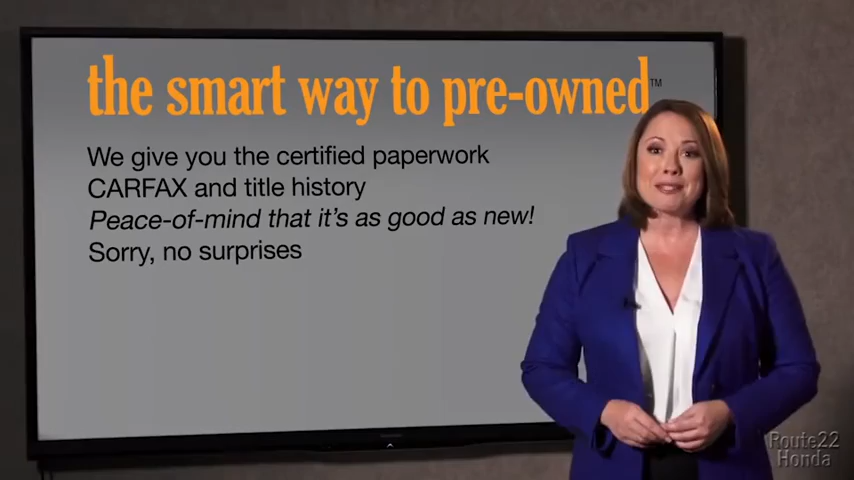 the smart way to pre-owned™
We give you the certified paperwork
CARFAX and title history
Peace-of-mind that it's as good as new!
Sorry, no surprises
Route22
Honda